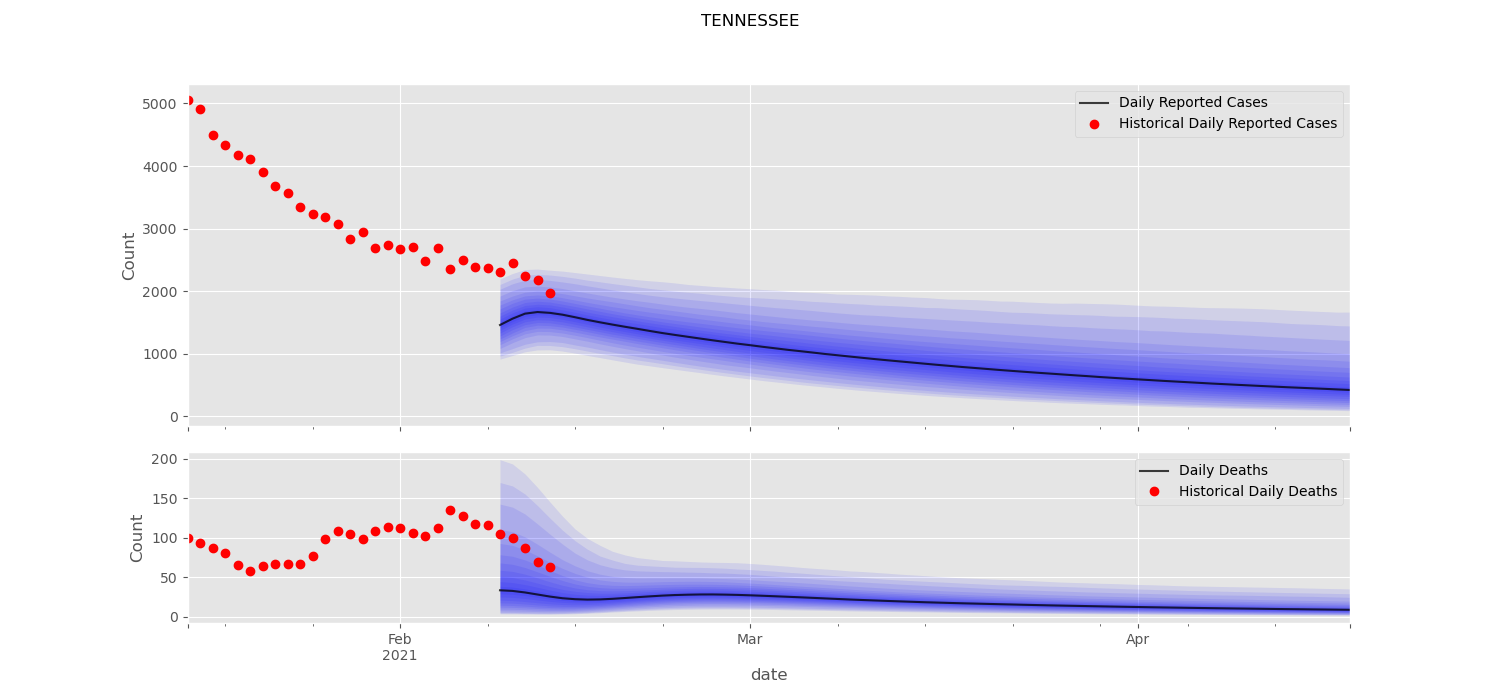 TENNESSEE
5000
4000
3000
2000
1000
0
Count
Daily Reported Cases
Historical Daily Reported Cases
200
150
100
50
0
Count
Daily Deaths
Historical Daily Deaths
Feb
2021
Mar
Apr
date